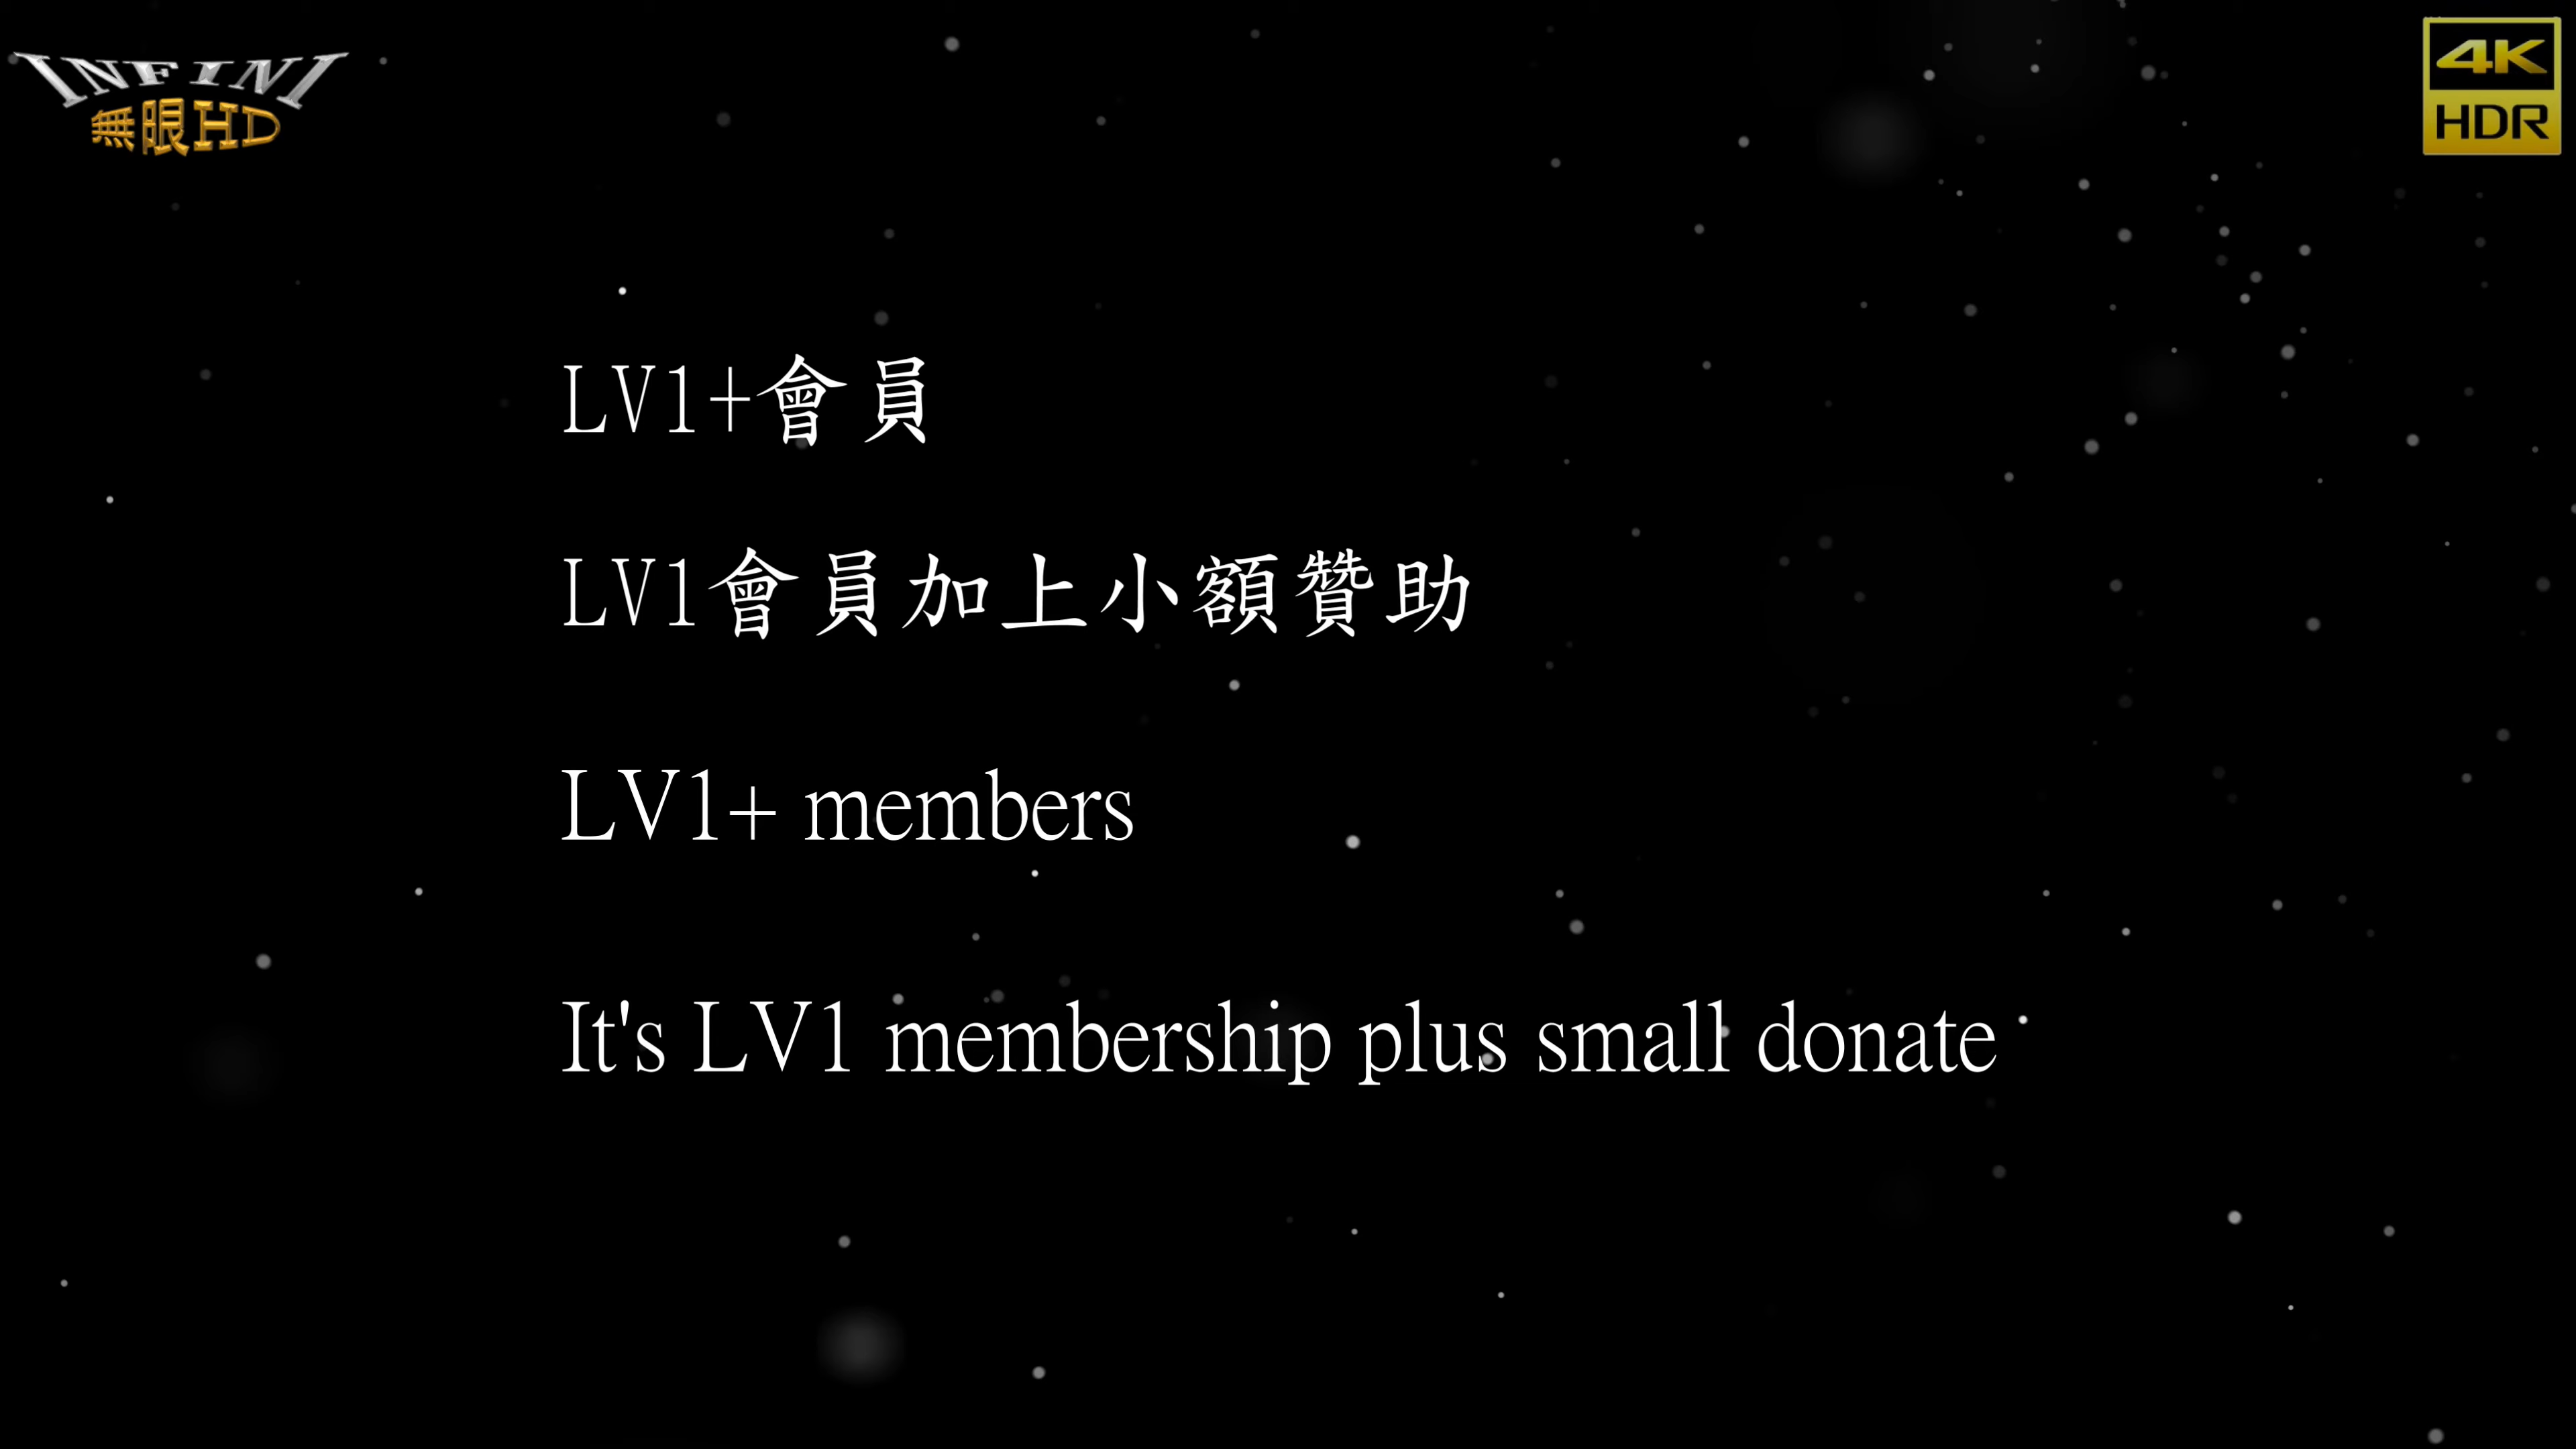 INFINI
無限HD
4K
HDR
LV1+會員
LV1會員加上小額贊助
LV1+ members
It's LV1 membership plus small donate